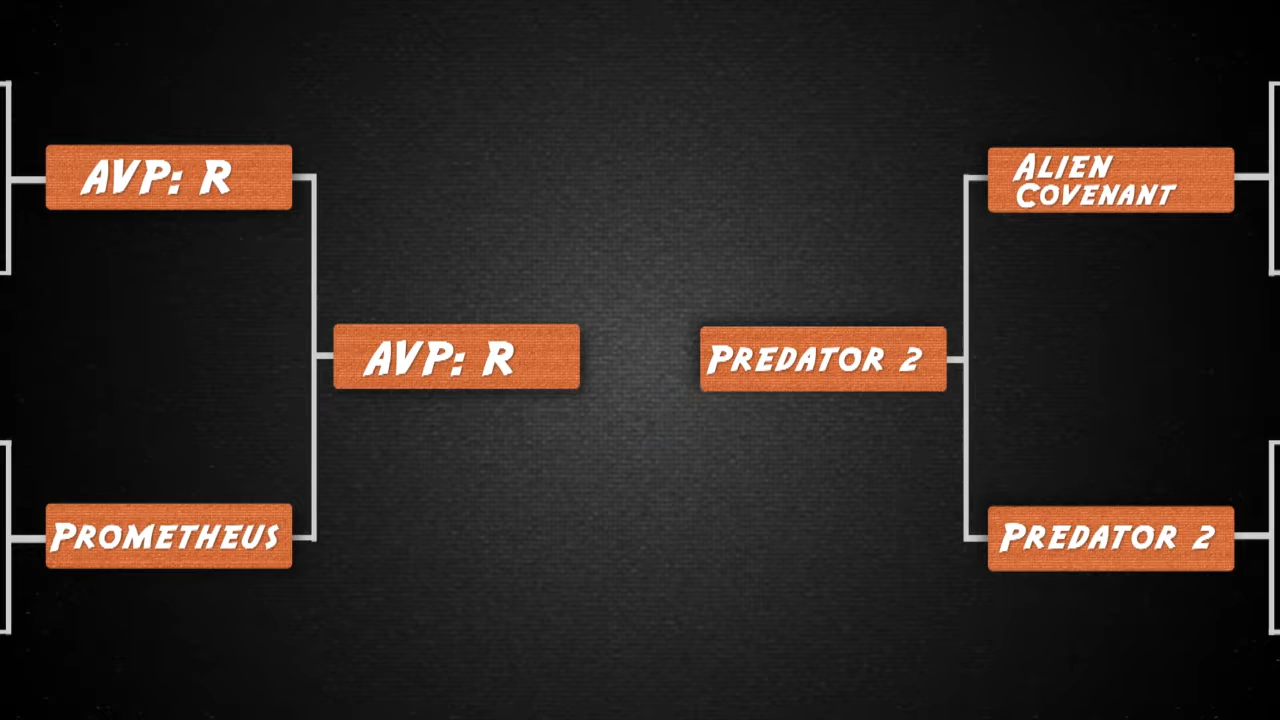 AVP: R
Alien
Covenant
AVP: R
Predator 2
Prometheus
Predator 2